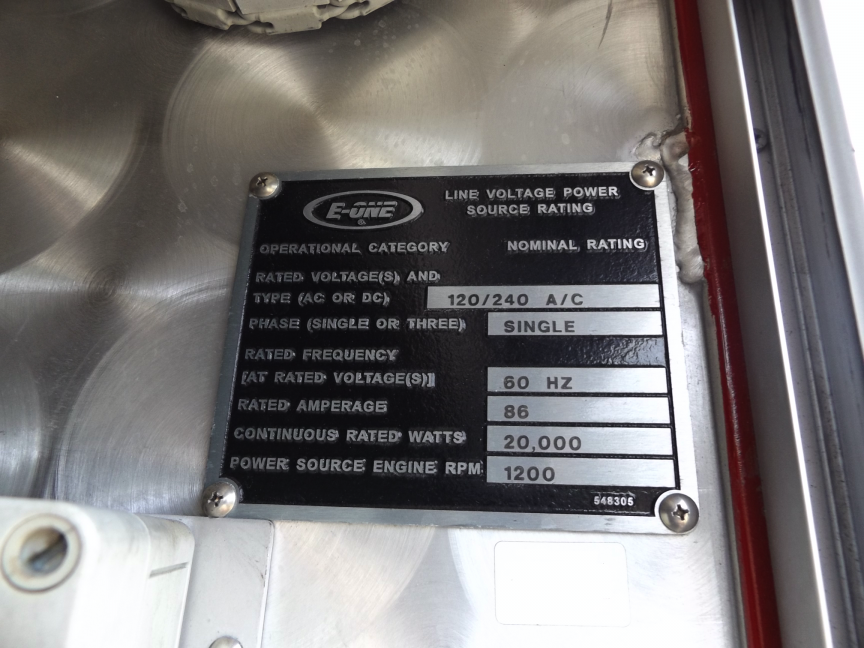 E-ONE
®
LINE VOLTAGE POWER
SOURCE RATING
OPERATIONAL CATEGORY NOMINAL RATING
RATED VOLTAGE(S) AND
TYPE (AC OR DC) 120/240 A/C
PHASE (SINGLE OR THREE) SINGLE
RATED FREQUENCY
[AT RATED VOLTAGE(S)] 60 HZ
RATED AMPERAGE 86
CONTINUOUS RATED WATTS 20,000
POWER SOURCE ENGINE RPM 1200
548305